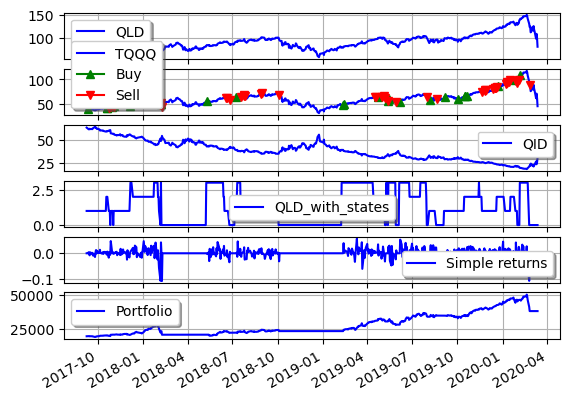 150
100
QLD
TQQQ
Buy
Sell
100
50
50
25
QID
2.5
0.0
QLD_with_states
0.0
−0.1
Simple returns
50000
25000
Portfolio
2017-10
2018-01
2018-04
2018-07
2018-10
2019-01
2019-04
2019-07
2019-10
2020-01
2020-04